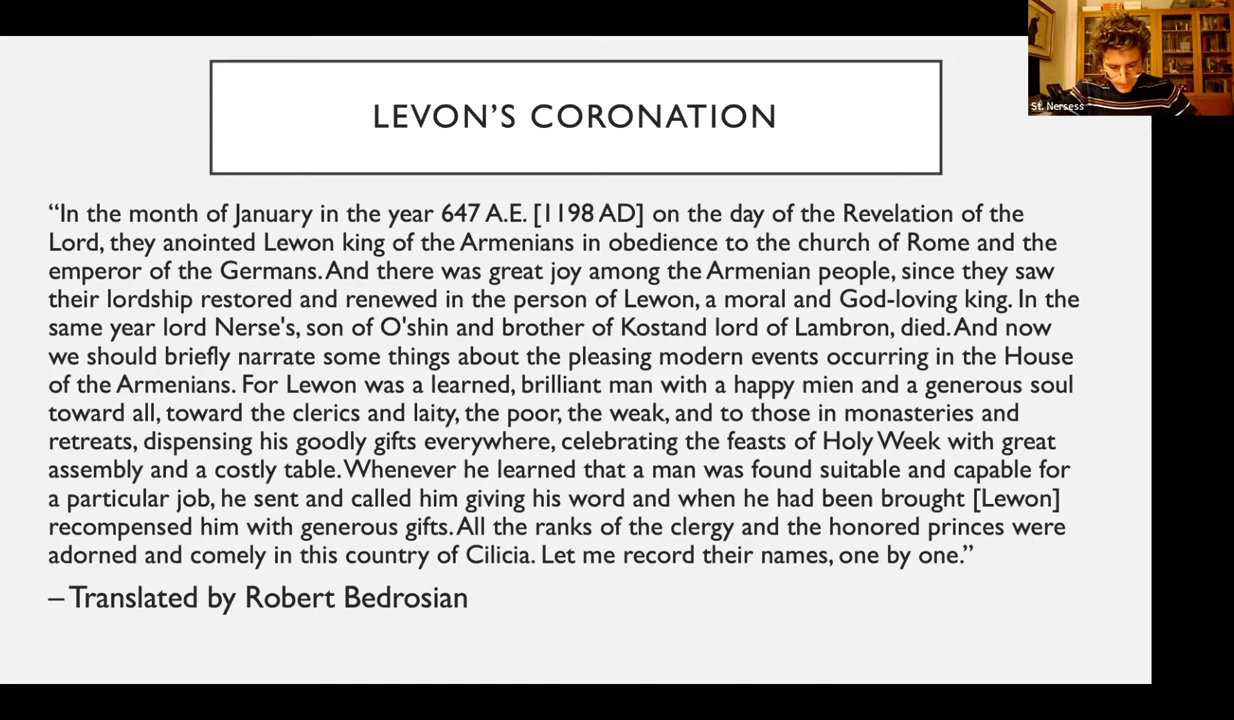 LEVON’S CORONATION
St. Nersess
“In the month of January in the year 647 A.E. [1198 AD] on the day of the Revelation of the
Lord, they anointed Lewon king of the Armenians in obedience to the church of Rome and the
emperor of the Germans. And there was great joy among the Armenian people, since they saw
their lordship restored and renewed in the person of Lewon, a moral and God-loving king. In the
same year lord Nerse's, son of O'shin and brother of Kostand lord of Lambron, died. And now
we should briefly narrate some things about the pleasing modern events occurring in the House
of the Armenians. For Lewon was a learned, brilliant man with a happy mien and a generous soul
toward all, toward the clerics and laity, the poor, the weak, and to those in monasteries and
retreats, dispensing his goodly gifts everywhere, celebrating the feasts of Holy Week with great
assembly and a costly table. Whenever he learned that a man was found suitable and capable for
a particular job, he sent and called him giving his word and when he had been brought [Lewon]
recompensed him with generous gifts. All the ranks of the clergy and the honored princes were
adorned and comely in this country of Cilicia. Let me record their names, one by one.”
– Translated by Robert Bedrosian